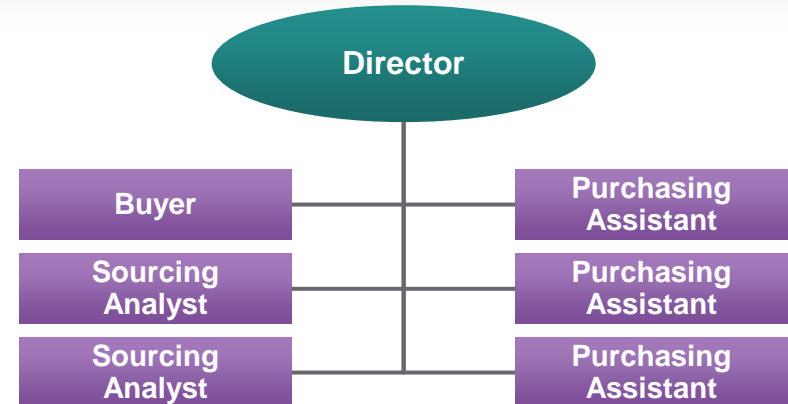 Director
Buyer
Purchasing
Assistant
Sourcing
Analyst
Purchasing
Assistant
Sourcing
Analyst
Purchasing
Assistant